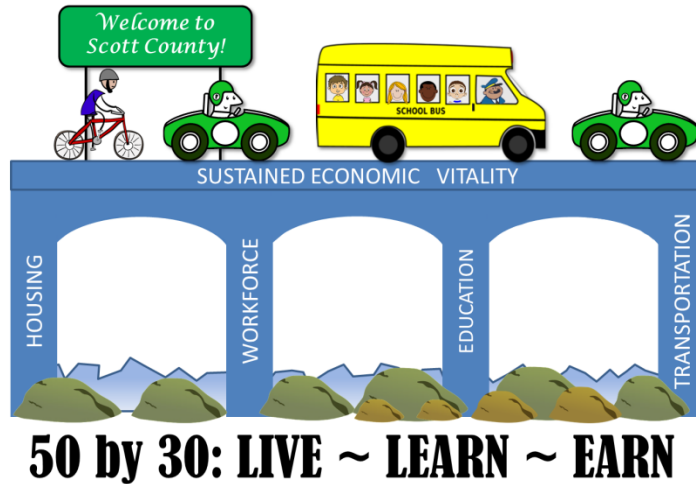 Welcome to
Scott County!
SCHOOL BUS
SUSTAINED ECONOMIC VITALITY
HOUSING
WORKFORCE
EDUCATION
TRANSPORTATION
50 by 30: LIVE ~ LEARN ~ EARN